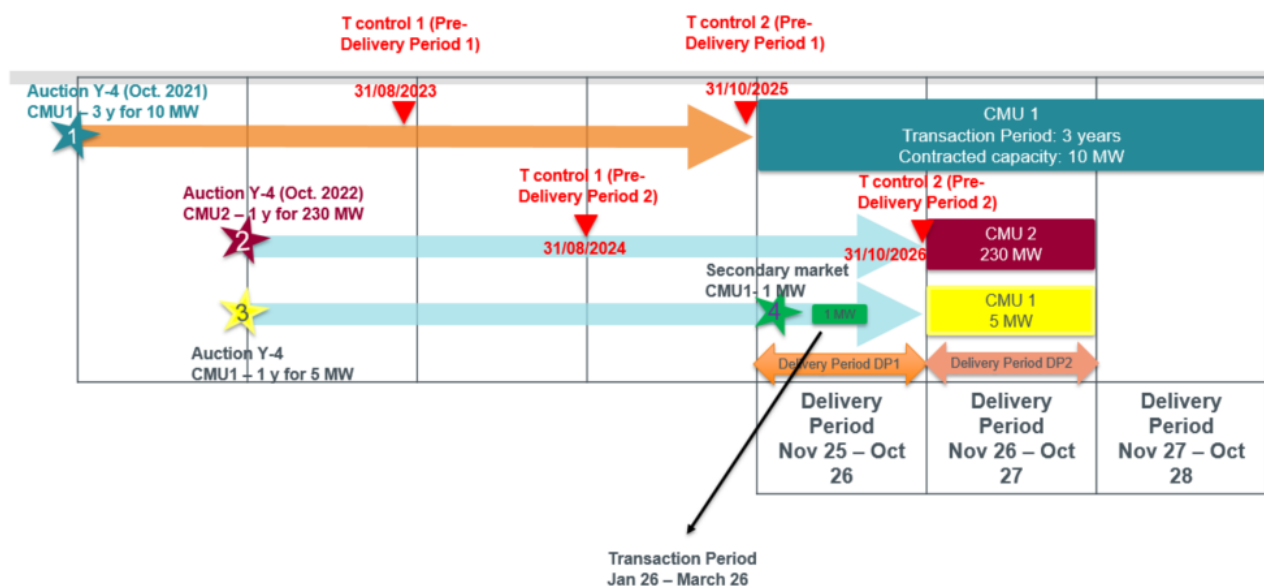 T control 1 (Pre-
Delivery Period 1)
T control 2 (Pre-
Delivery Period 1)
Auction Y-4 (Oct. 2021)
CMU1 – 3 y for 10 MW
31/08/2023
31/10/2025
1
CMU 1
Transaction Period: 3 years
Contracted capacity: 10 MW
T control 1 (Pre-
Delivery Period 2)
T control 2 (Pre-
Delivery Period 2)
Auction Y-4 (Oct. 2022)
CMU2 – 1 y for 230 MW
2
31/08/2024
31/10/2026
CMU 2
230 MW
Secondary market
CMU1- 1 MW
3
4
1 MW
CMU 1
5 MW
Auction Y-4
CMU1 – 1 y for 5 MW
Delivery Period DP1
Delivery Period DP2
Delivery
Period
Nov 25 – Oct
26
Delivery
Period
Nov 26 – Oct
27
Delivery
Period
Nov 27 – Oct
28
Transaction Period
Jan 26 – March 26